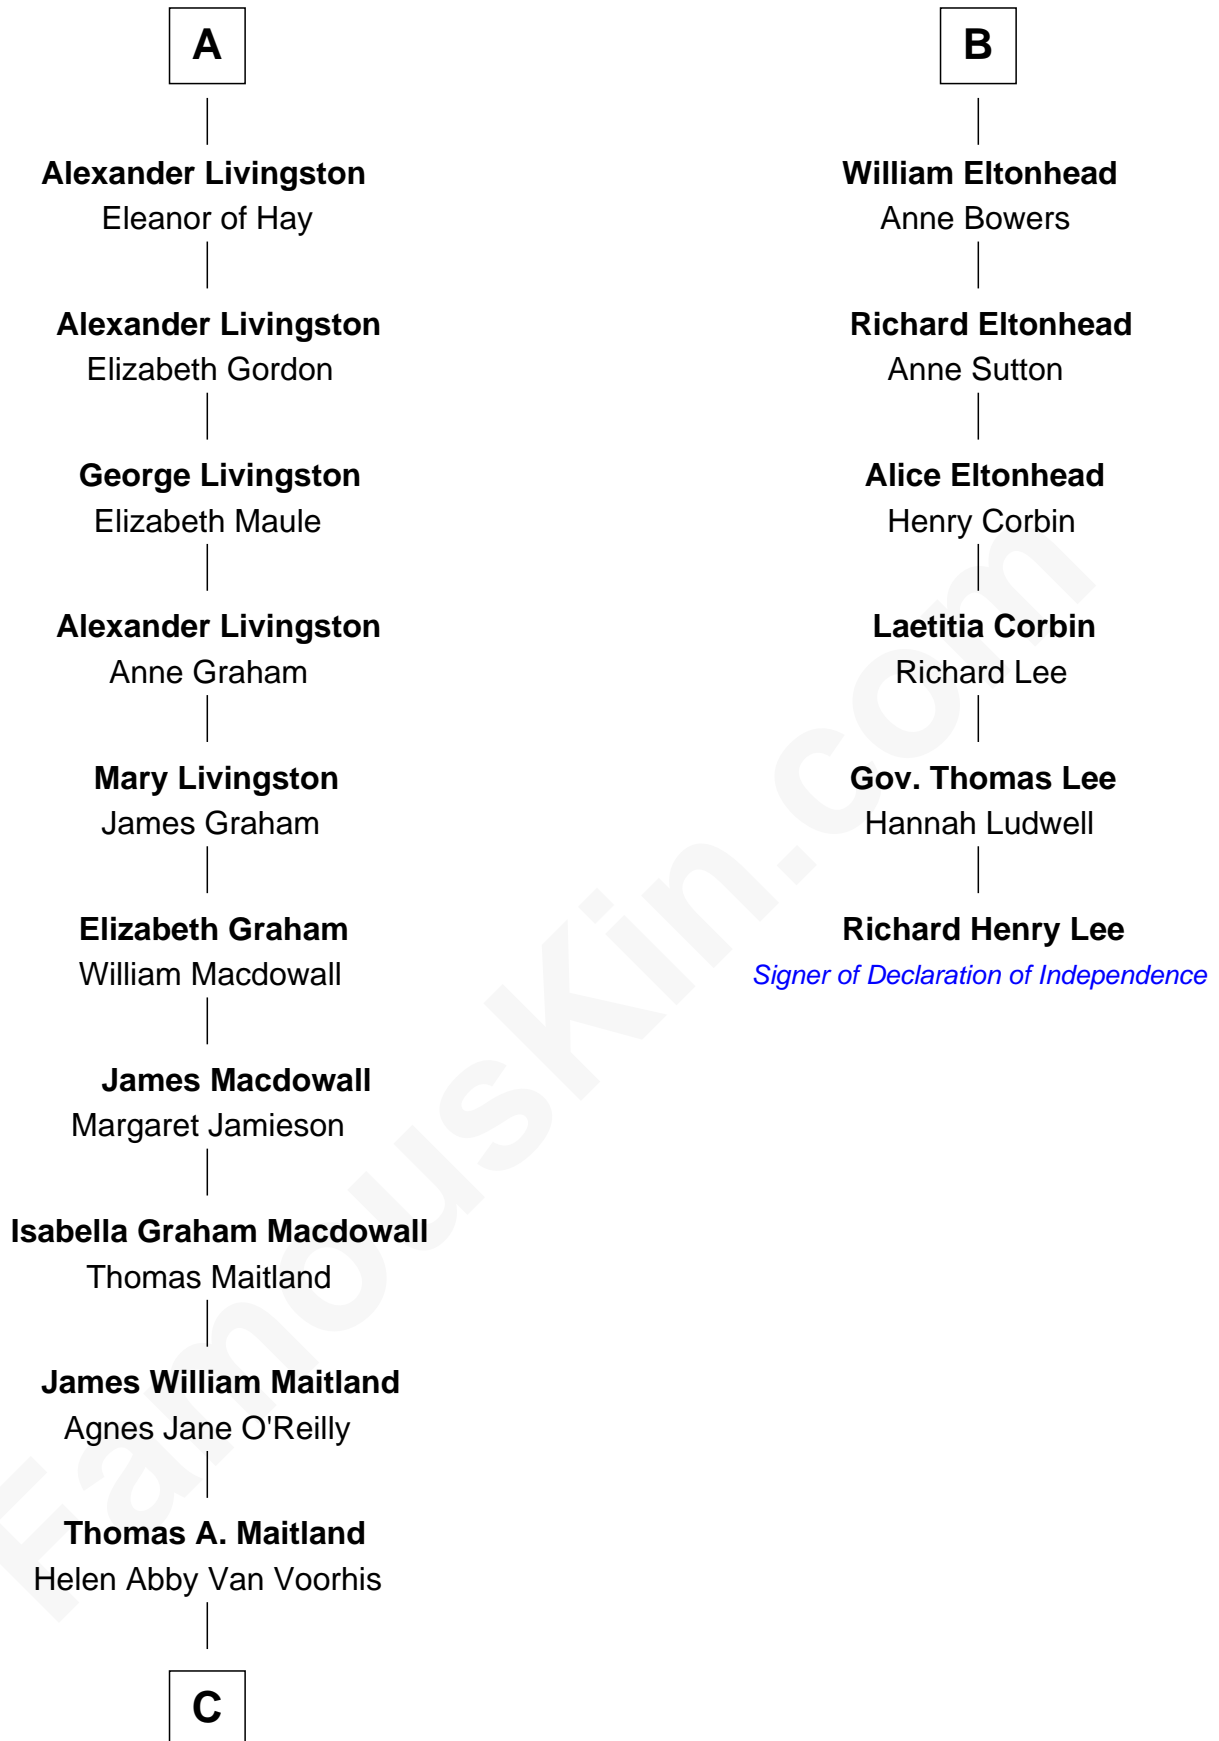 A
Alexander Livingston
Eleanor of Hay
Alexander Livingston
Elizabeth Gordon
George Livingston
Elizabeth Maule
Alexander Livingston
Anne Graham
Mary Livingston
James Graham
Elizabeth Graham
William Macdowall
James Macdowall
Margaret Jamieson
Isabella Graham Macdowall
Thomas Maitland
James William Maitland
Agnes Jane O'Reilly
Thomas A. Maitland
Helen Abby Van Voorhis
C
B
William Eltonhead
Anne Bowers
Richard Eltonhead
Anne Sutton
Alice Eltonhead
Henry Corbin
Laetitia Corbin
Richard Lee
Gov. Thomas Lee
Hannah Ludwell
Richard Henry Lee
Signer of Declaration of Independence
FamousKin.com